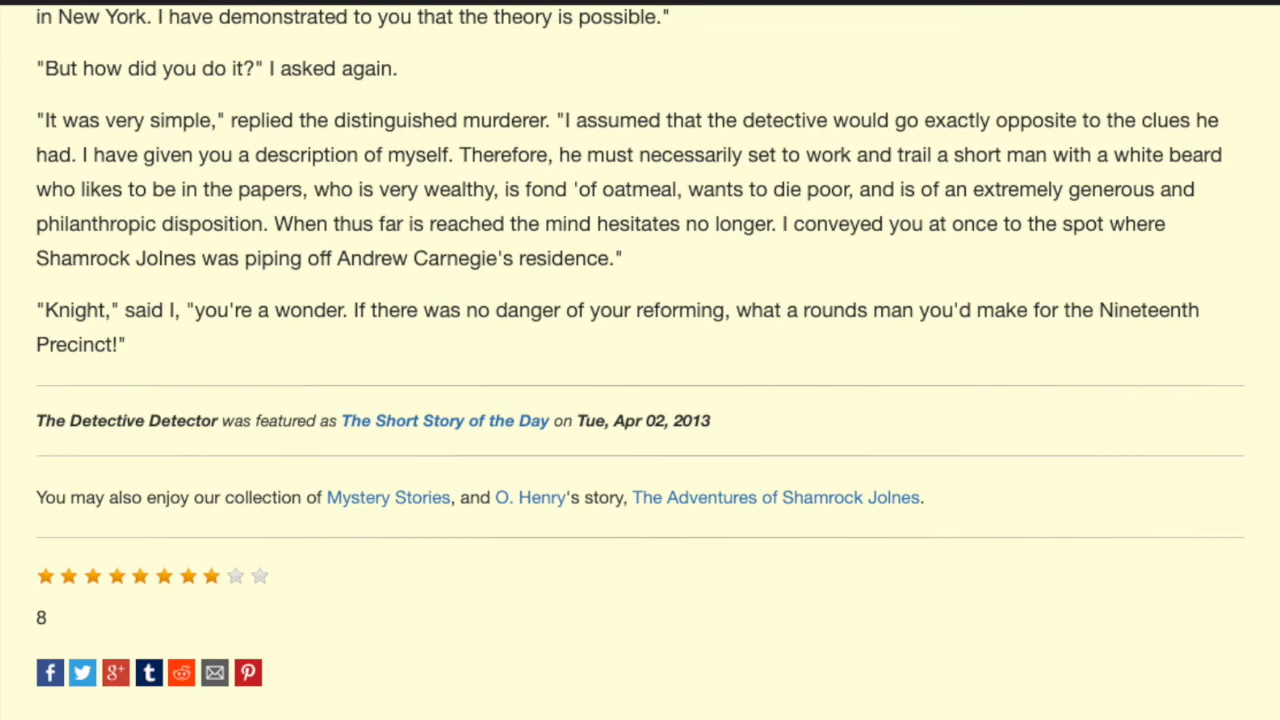 in New York. I have demonstrated to you that the theory is possible."
"But how did you do it?" I asked again.
"It was very simple," replied the distinguished murderer. "I assumed that the detective would go exactly opposite to the clues he
had. I have given you a description of myself. Therefore, he must necessarily set to work and trail a short man with a white beard
who likes to be in the papers, who is very wealthy, is fond 'of oatmeal, wants to die poor, and is of an extremely generous and
philanthropic disposition. When thus far is reached the mind hesitates no longer. I conveyed you at once to the spot where
Shamrock Jolnes was piping off Andrew Carnegie's residence."
"Knight," said I, "you're a wonder. If there was no danger of your reforming, what a rounds man you'd make for the Nineteenth
Precinct!"
The Detective Detector was featured as The Short Story of the Day on Tue, Apr 02, 2013
You may also enjoy our collection of Mystery Stories, and O. Henry's story, The Adventures of Shamrock Jolnes.
8
f g+ t